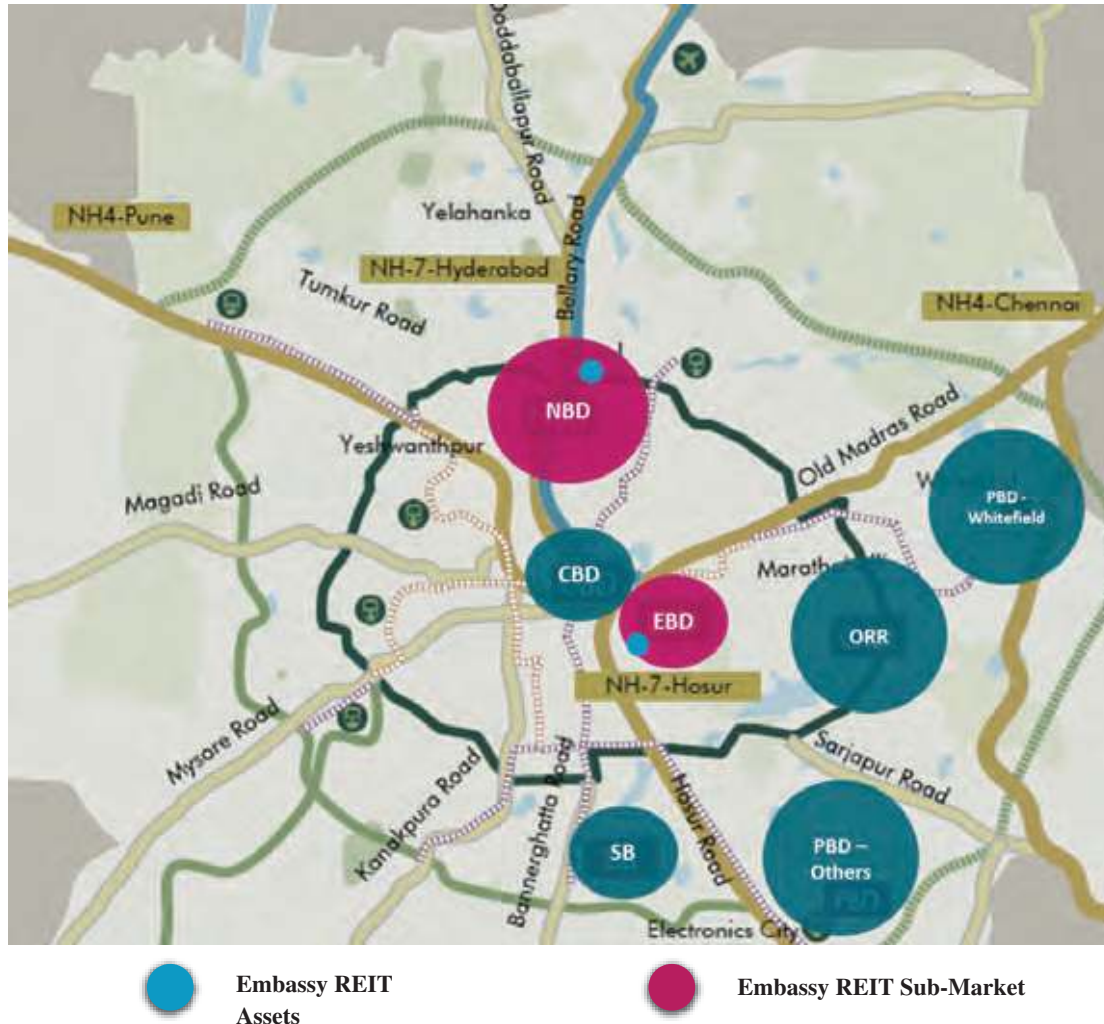 Doddaballapur Road
NH4-Pune
Yelahanka
Bellary Road
NH-7-Hyderabad
Tumkur Road
NH4-Chennai
NBD
Yeshwanthpur
Old Madras Road
Magadi Road
PBD -
Whitefield
CBD
EBD
ORR
NH-7-Hosur
Mysore Road
Kanakpura Road
Bannerghatta Road
Hosur Road
Sarjapur Road
SB
PBD –
Others
Electronics City
Embassy REIT
Assets
Embassy REIT Sub-Market